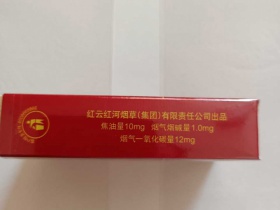 红云红河烟草(集团)有限责任公司出品
焦油量10mg 烟气烟碱量1.0mg
烟气一氧化碳量12mg